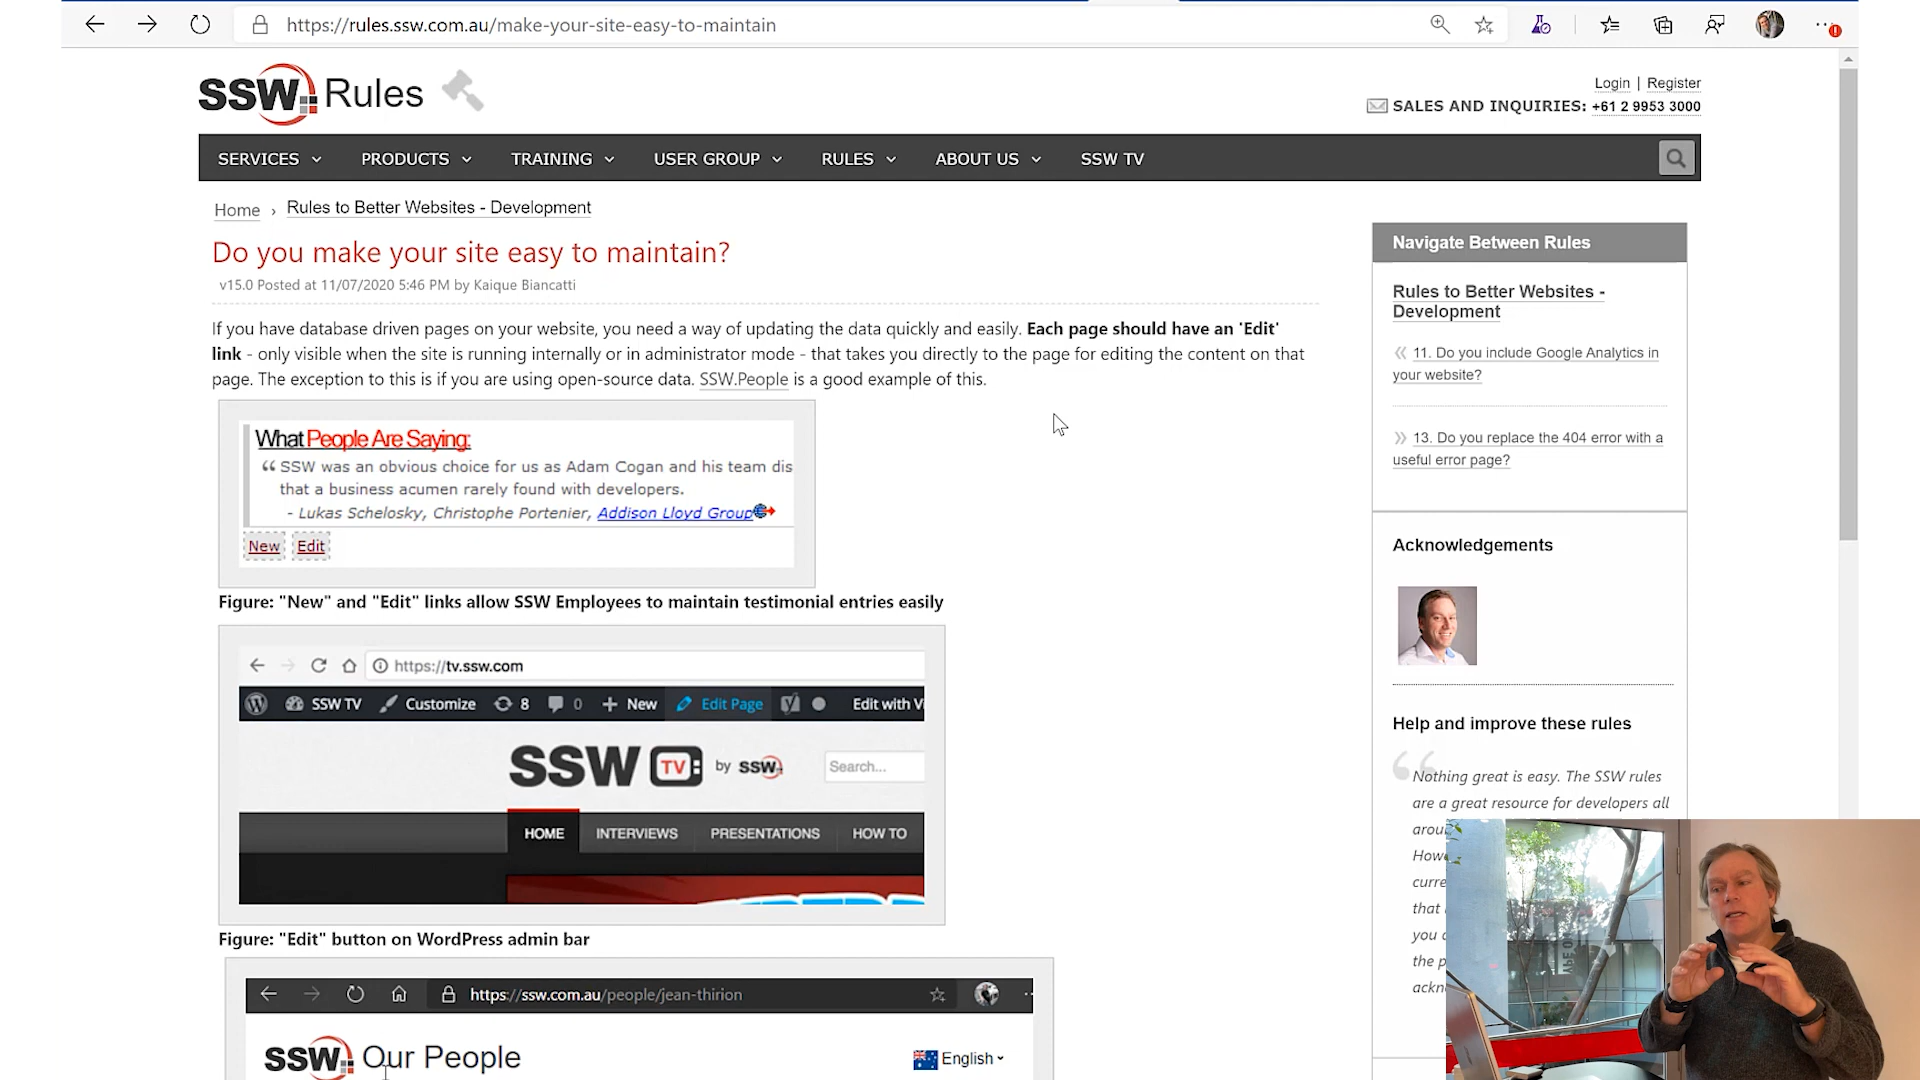 https://rules.ssw.com.au/make-your-site-easy-to-maintain
SSW Rules
Login | Register
SALES AND INQUIRIES: +61 2 9953 3000
SERVICES PRODUCTS TRAINING USER GROUP RULES ABOUT US SSW TV
Home › Rules to Better Websites - Development
Do you make your site easy to maintain?
v15.0 Posted at 11/07/2020 5:46 PM by Kaique Biancatti
If you have database driven pages on your website, you need a way of updating the data quickly and easily. Each page should have an 'Edit'
link - only visible when the site is running internally or in administrator mode - that takes you directly to the page for editing the content on that
page. The exception to this is if you are using open-source data. SSW.People is a good example of this.
What People Are Saying:
“ SSW was an obvious choice for us as Adam Cogan and his team dis
that a business acumen rarely found with developers.
- Lukas Schelosky, Christophe Portenier, Addison Lloyd Group
New Edit
Figure: "New" and "Edit" links allow SSW Employees to maintain testimonial entries easily
https://tv.ssw.com
SSW TV Customize 8 0 + New Edit Page Edit with V
SSW TV by SSW
Search...
HOME INTERVIEWS PRESENTATIONS HOW TO
Figure: "Edit" button on WordPress admin bar
https://ssw.com.au/people/jean-thirion
SSW Our People
English
Navigate Between Rules
Rules to Better Websites -
Development
« 11. Do you include Google Analytics in
your website?
» 13. Do you replace the 404 error with a
useful error page?
Acknowledgements
Help and improve these rules
“ Nothing great is easy. The SSW rules
are a great resource for developers all
arou
Howe
curre
that
you
the p
ackn